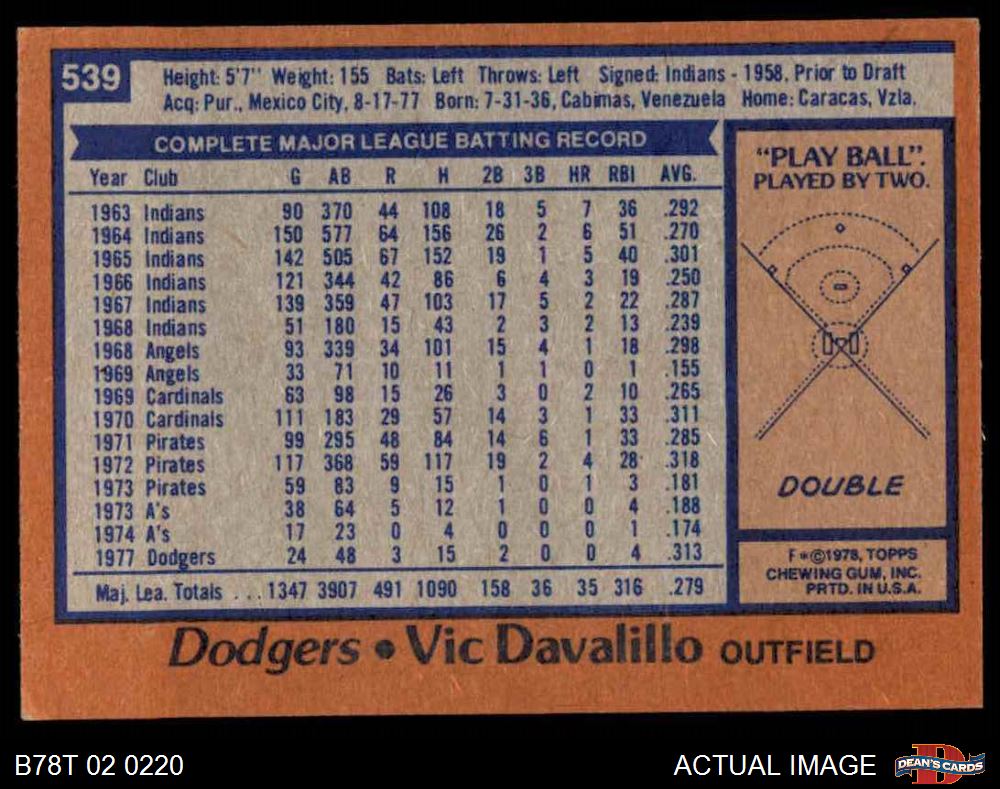 539
Height: 5'7" Weight: 155 Bats: Left Throws: Left Signed: Indians - 1958, Prior to Draft
Acq: Pur., Mexico City, 8-17-77 Born: 7-31-36, Cabimas, Venezuela Home: Caracas, Vzla.
COMPLETE MAJOR LEAGUE BATTING RECORD
Year Club G AB R H 2B 3B HR RBI AVG.
1963 Indians 90 370 44 108 18 5 7 36 .292
1964 Indians 150 577 64 156 26 2 6 51 .270
1965 Indians 142 505 67 152 19 1 5 40 .301
1966 Indians 121 344 42 86 6 4 3 19 .250
1967 Indians 139 359 47 103 17 5 2 22 .287
1968 Indians 51 180 15 43 2 3 2 13 .239
1968 Angels 93 339 34 101 15 4 1 18 .298
1969 Angels 33 71 10 11 1 1 0 1 .155
1969 Cardinals 63 98 15 26 3 0 2 10 .265
1970 Cardinals 111 183 29 57 14 3 1 33 .311
1971 Pirates 99 295 48 84 14 6 1 33 .285
1972 Pirates 117 368 59 117 19 2 4 28 .318
1973 Pirates 59 83 9 15 1 0 1 3 .181
1973 A's 38 64 5 12 1 0 0 4 .188
1974 A's 17 23 0 4 0 0 0 1 .174
1977 Dodgers 24 48 3 15 2 0 0 4 .313
Maj. Lea. Totals ... 1347 3907 491 1090 158 36 35 316 .279
"PLAY BALL".
PLAYED BY TWO.
DOUBLE
F *©1978, TOPPS
CHEWING GUM, INC.
PRTD. IN U.S.A.
Dodgers • Vic Davalillo OUTFIELD
B78T 02 0220
ACTUAL IMAGE
D
DEAN'S CARDS